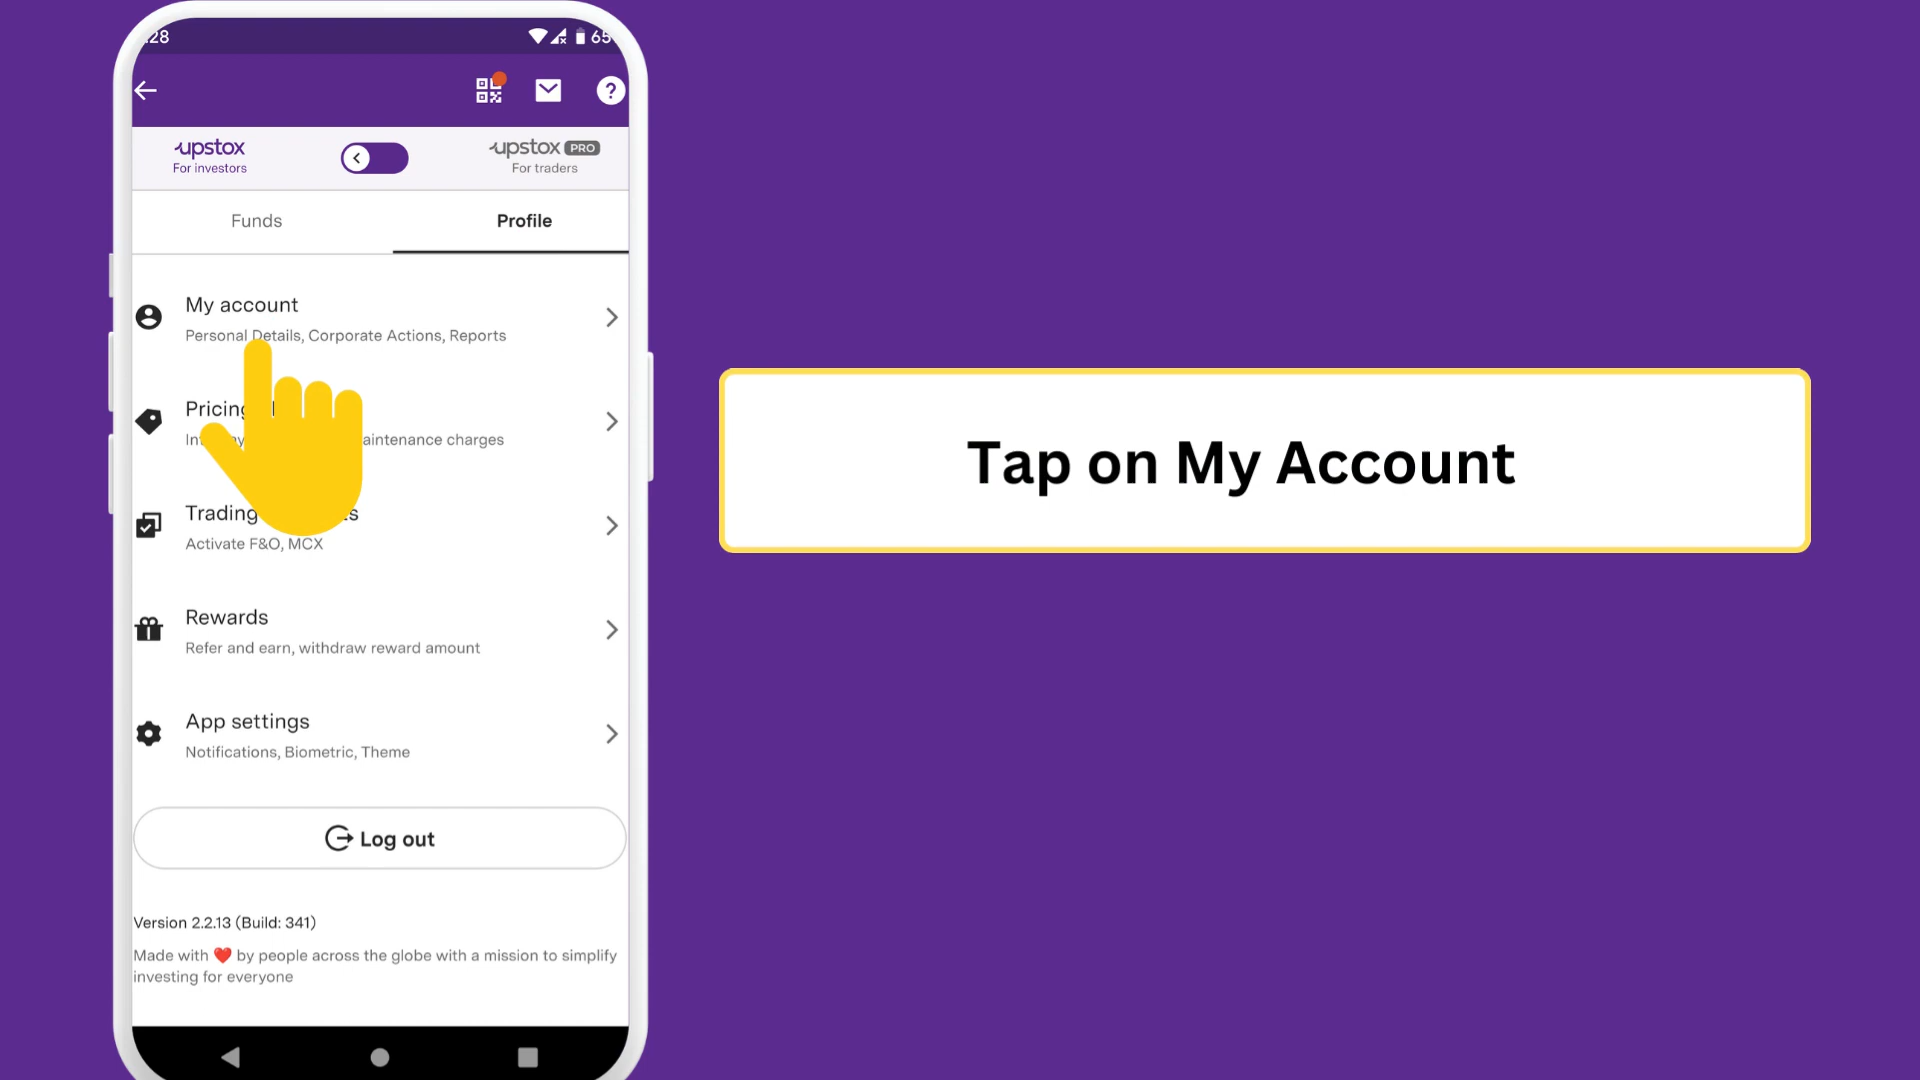 :28
65
upstox
For investors
upstox PRO
For traders
Funds
Profile
My account
Personal Details, Corporate Actions, Reports
Pricing
aintenance charges
Trading
Activate F&O, MCX
Rewards
Refer and earn, withdraw reward amount
App settings
Notifications, Biometric, Theme
Log out
Version 2.2.13 (Build: 341)
Made with ❤️ by people across the globe with a mission to simplify
investing for everyone
Tap on My Account